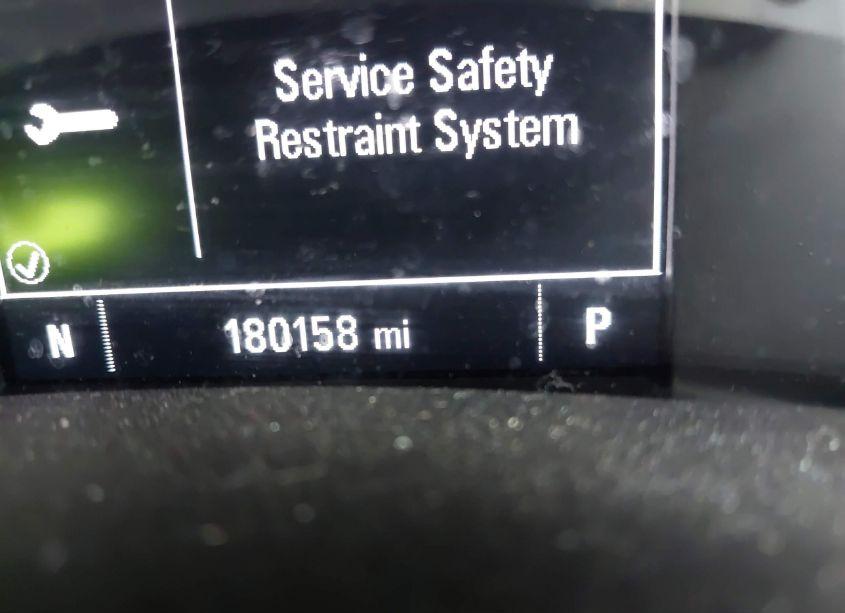 Service Safety
Restraint System
N 180158 mi P